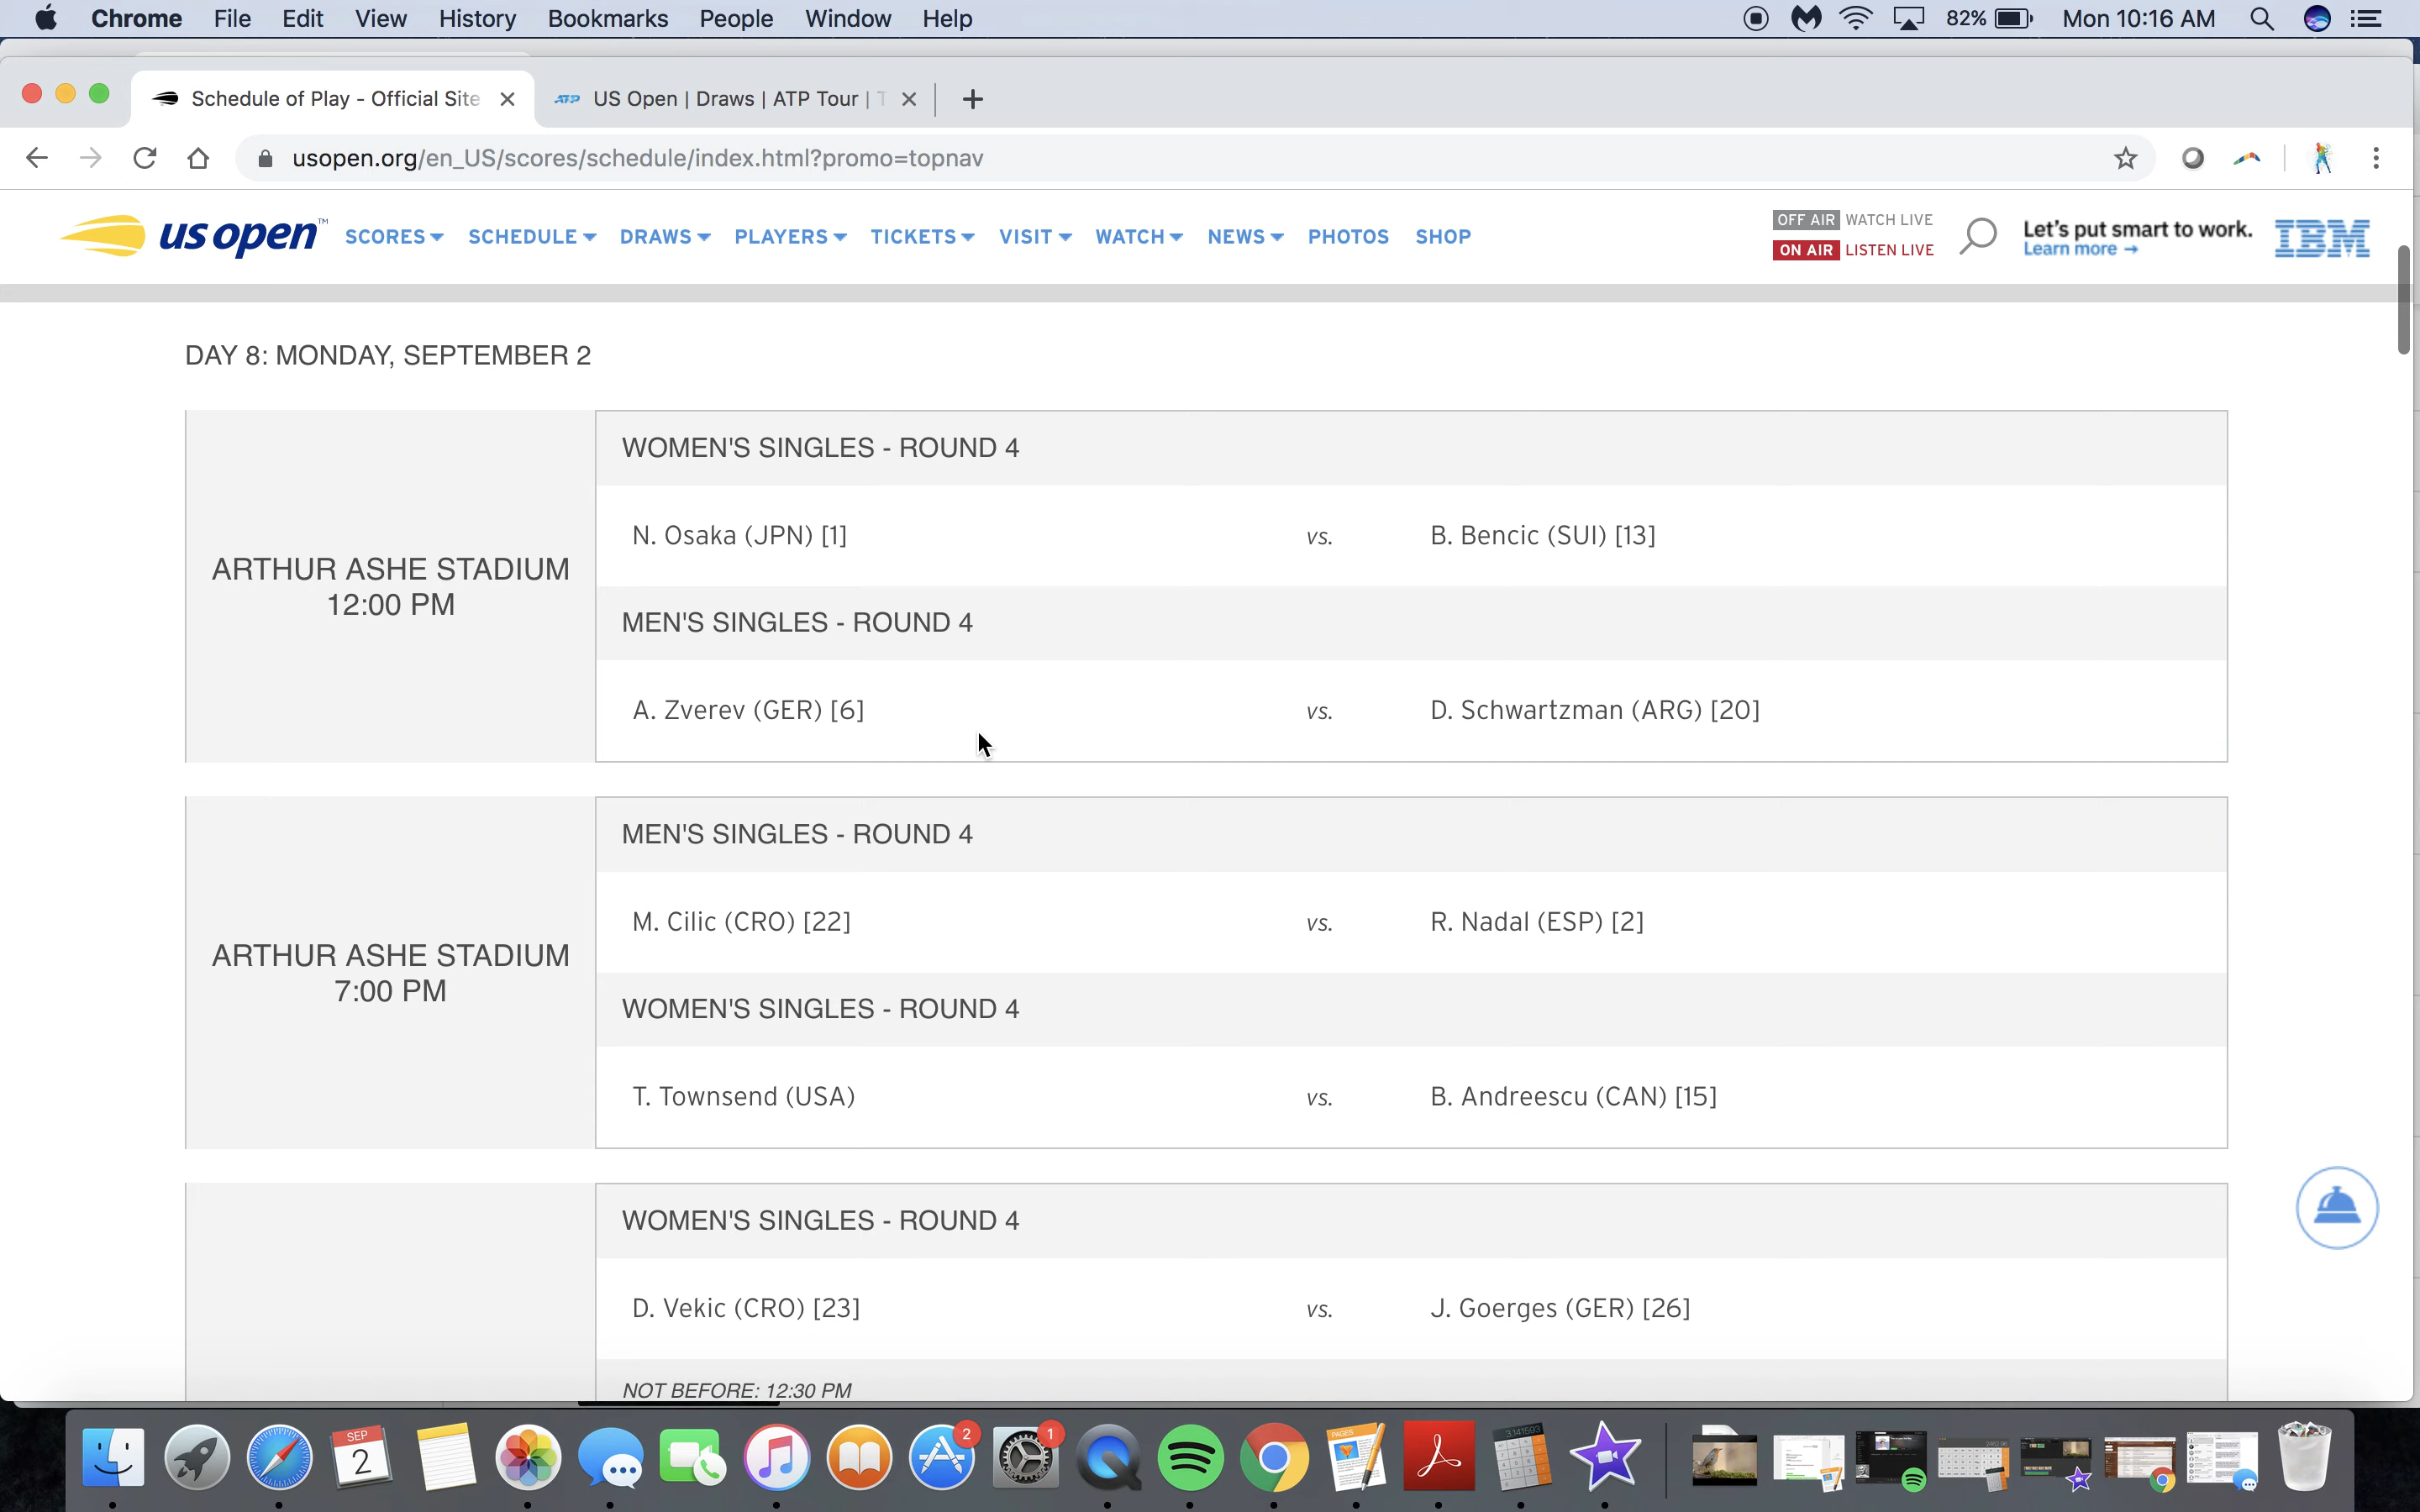 Chrome File Edit View History Bookmarks People Window Help 82% Mon 10:16 AM
Schedule of Play - Official Site US Open | Draws | ATP Tour |
usopen.org/en_US/scores/schedule/index.html?promo=topnav
us open™ SCORES SCHEDULE DRAWS PLAYERS TICKETS VISIT WATCH NEWS PHOTOS SHOP
OFF AIR WATCH LIVE
ON AIR LISTEN LIVE
Let's put smart to work.
Learn more →
IBM
DAY 8: MONDAY, SEPTEMBER 2
ARTHUR ASHE STADIUM
12:00 PM
WOMEN'S SINGLES - ROUND 4
N. Osaka (JPN) [1] vs. B. Bencic (SUI) [13]
MEN'S SINGLES - ROUND 4
A. Zverev (GER) [6] vs. D. Schwartzman (ARG) [20]
ARTHUR ASHE STADIUM
7:00 PM
MEN'S SINGLES - ROUND 4
M. Cilic (CRO) [22] vs. R. Nadal (ESP) [2]
WOMEN'S SINGLES - ROUND 4
T. Townsend (USA) vs. B. Andreescu (CAN) [15]
WOMEN'S SINGLES - ROUND 4
D. Vekic (CRO) [23] vs. J. Goerges (GER) [26]
NOT BEFORE: 12:30 PM
SEP
2
2
1
PAGES
3.141593